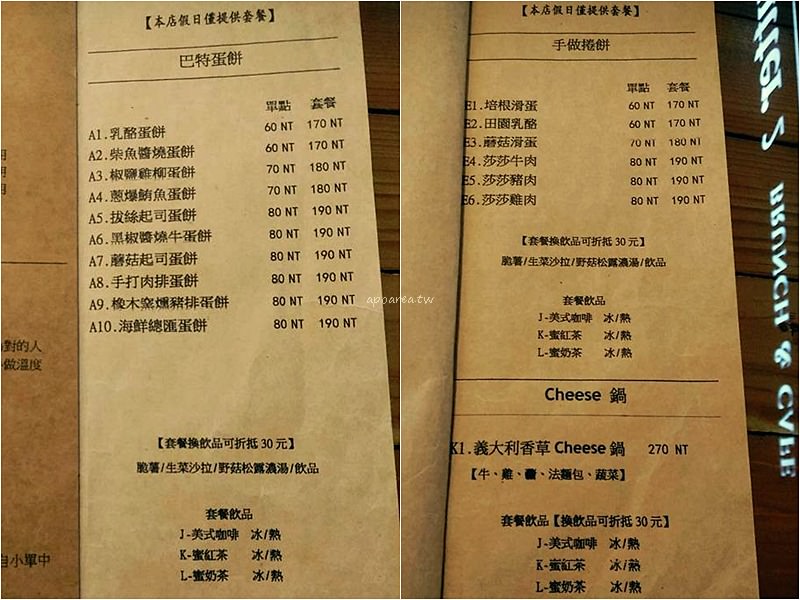 【本店假日僅提供套餐】
巴特蛋餅
單點 套餐
A1.乳酪蛋餅 60 NT 170 NT
A2.柴魚醬燒蛋餅 60 NT 170 NT
A3.椒鹽雞柳蛋餅 70 NT 180 NT
A4.蔥爆鮪魚蛋餅 70 NT 180 NT
A5.拔絲起司蛋餅 80 NT 190 NT
A6.黑椒醬燒牛蛋餅 80 NT 190 NT
A7.蘑菇起司蛋餅 80 NT 190 NT
A8.手打肉排蛋餅 80 NT 190 NT
A9.橡木窯燻豬排蛋餅 80 NT 190 NT
A10.海鮮總匯蛋餅 80 NT 190 NT
【套餐換飲品可折抵 30 元】
脆薯/生菜沙拉/野菇松露濃湯/飲品
套餐飲品
J-美式咖啡 冰/熱
K-蜜紅茶 冰/熱
L-蜜奶茶 冰/熱
對的人
做溫度
自小單中
apoarea.tw
【本店假日僅提供套餐】
手做捲餅
單點 套餐
E1.培根滑蛋 60 NT 170 NT
E2.田園乳酪 60 NT 170 NT
E3.蘑菇滑蛋 70 NT 180 NT
E4.莎莎牛肉 80 NT 190 NT
E5.莎莎豬肉 80 NT 190 NT
E6.莎莎雞肉 80 NT 190 NT
【套餐換飲品可折抵 30 元】
脆薯/生菜沙拉/野菇松露濃湯/飲品
套餐飲品
J-美式咖啡 冰/熱
K-蜜紅茶 冰/熱
L-蜜奶茶 冰/熱
Cheese 鍋
K1.義大利香草 Cheese 鍋 270 NT
【牛、雞、豬、法麵包、蔬菜】
套餐飲品【換飲品可折抵 30 元】
J-美式咖啡 冰/熱
K-蜜紅茶 冰/熱
L-蜜奶茶 冰/熱